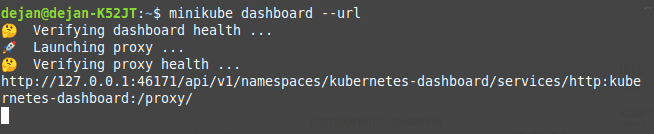 dejan@dejan-K52JT:~$ minikube dashboard --url
🤔  Verifying dashboard health ...
🚀  Launching proxy ...
🤔  Verifying proxy health ...
http://127.0.0.1:46171/api/v1/namespaces/kubernetes-dashboard/services/http:kube
rnetes-dashboard:/proxy/